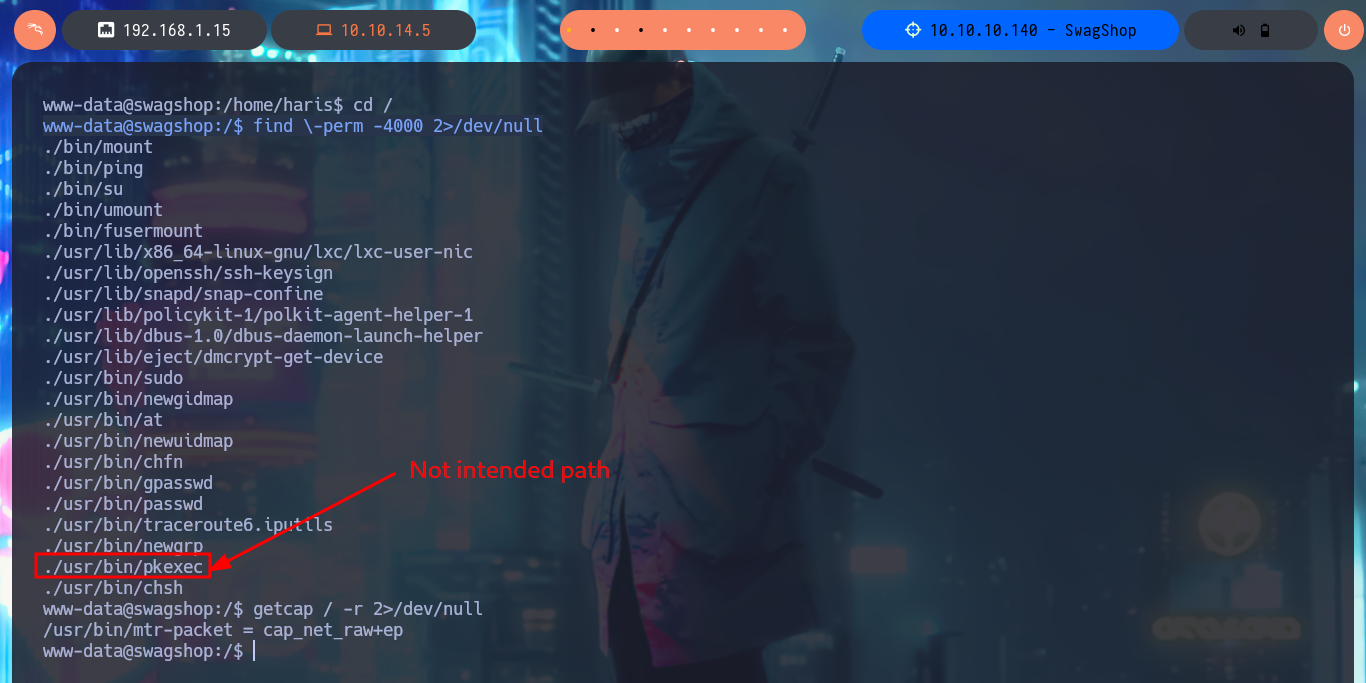 192.168.1.15
10.10.14.5
10.10.10.140 - SwagShop
www-data@swagshop:/home/haris$ cd /
www-data@swagshop:/$ find \-perm -4000 2>/dev/null
./bin/mount
./bin/ping
./bin/su
./bin/umount
./bin/fusermount
./usr/lib/x86_64-linux-gnu/lxc/lxc-user-nic
./usr/lib/openssh/ssh-keysign
./usr/lib/snapd/snap-confine
./usr/lib/policykit-1/polkit-agent-helper-1
./usr/lib/dbus-1.0/dbus-daemon-launch-helper
./usr/lib/eject/dmcrypt-get-device
./usr/bin/sudo
./usr/bin/newgidmap
./usr/bin/at
./usr/bin/newuidmap
./usr/bin/chfn
Not intended path
./usr/bin/gpasswd
./usr/bin/passwd
./usr/bin/traceroute6.iputils
./usr/bin/newgrp
./usr/bin/pkexec
./usr/bin/chsh
www-data@swagshop:/$ getcap / -r 2>/dev/null
/usr/bin/mtr-packet = cap_net_raw+ep
www-data@swagshop:/$